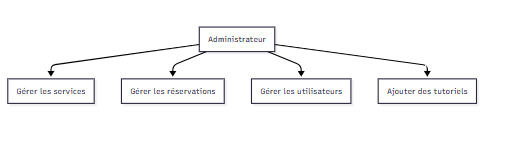 Administrateur
Gérer les services
Gérer les réservations
Gérer les utilisateurs
Ajouter des tutoriels